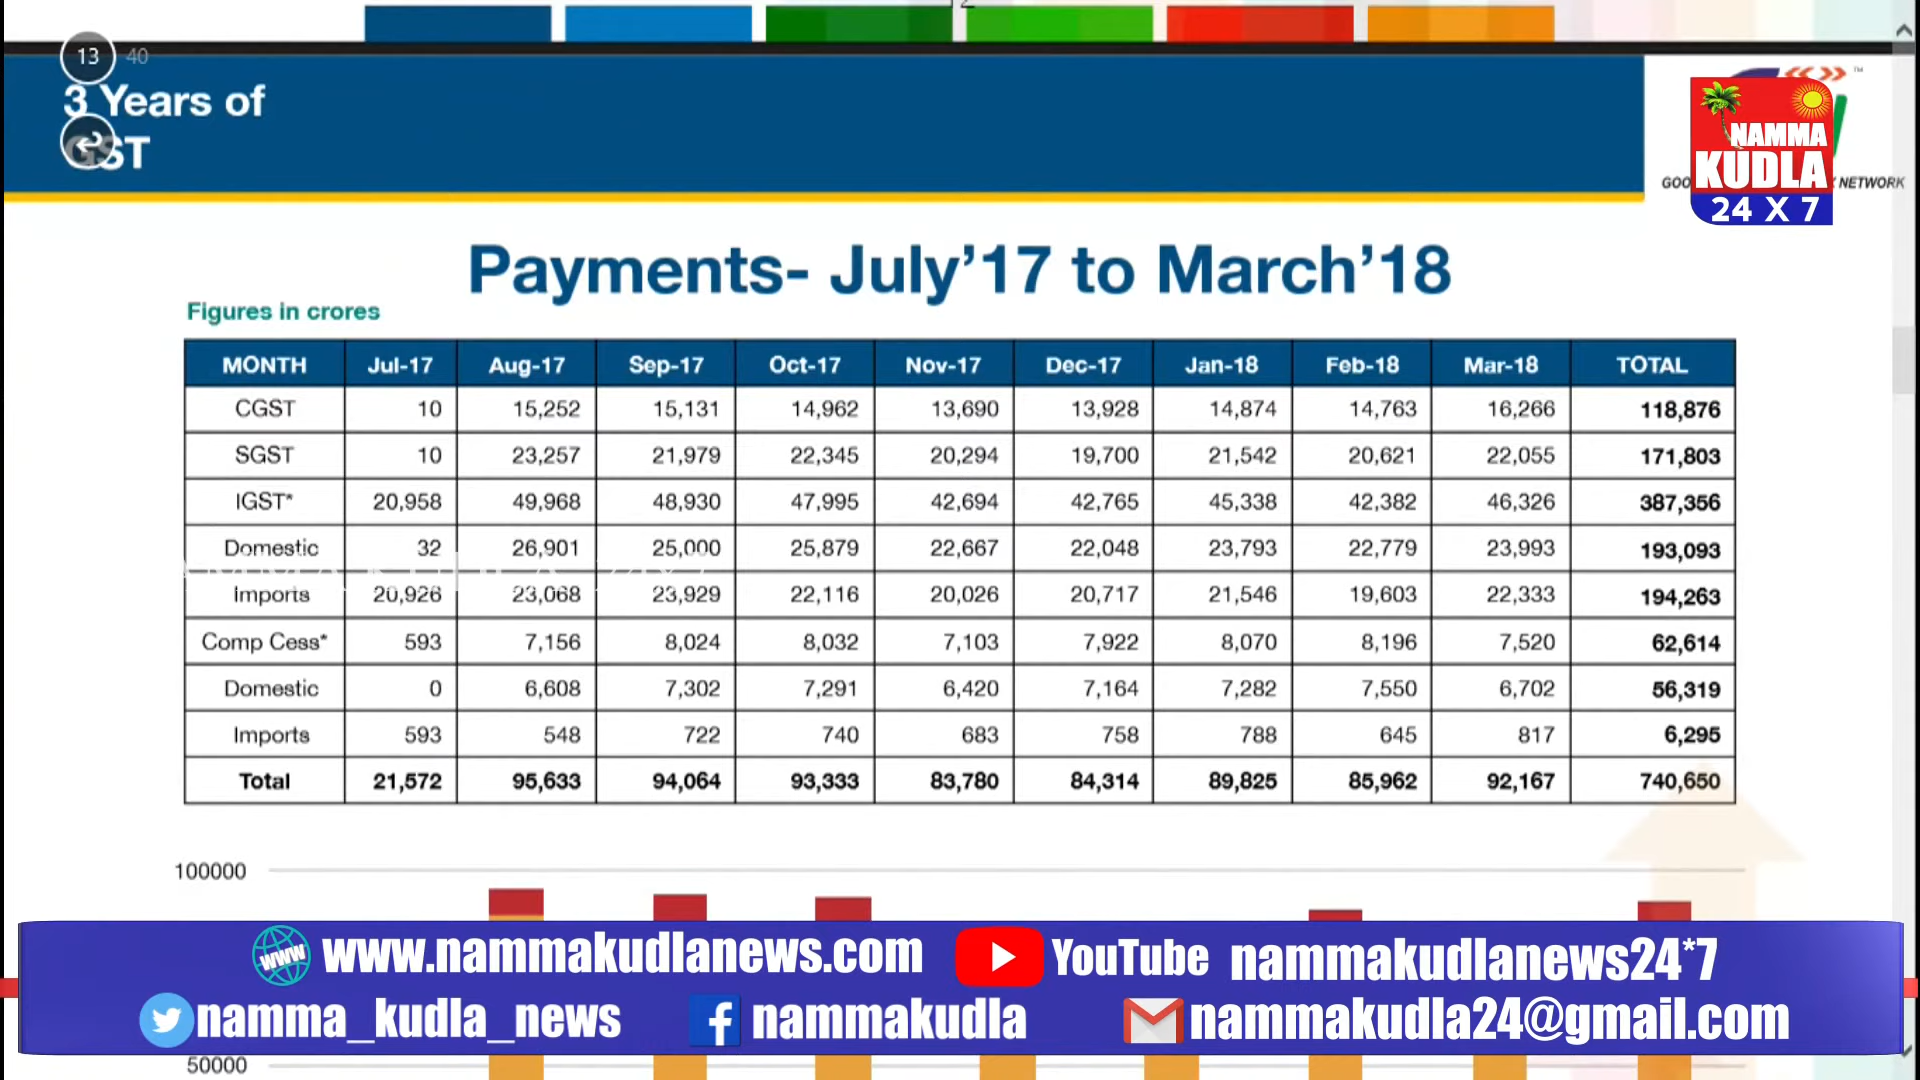 13 40
3 Years of
GST
NAMMA
KUDLA
24 X 7
NETWORK
Payments- July’17 to March’18
Figures in crores
MONTH Jul-17 Aug-17 Sep-17 Oct-17 Nov-17 Dec-17 Jan-18 Feb-18 Mar-18 TOTAL
CGST 10 15,252 15,131 14,962 13,690 13,928 14,874 14,763 16,266 118,876
SGST 10 23,257 21,979 22,345 20,294 19,700 21,542 20,621 22,055 171,803
IGST* 20,958 49,968 48,930 47,995 42,694 42,765 45,338 42,382 46,326 387,356
Domestic 32 26,901 25,000 25,879 22,667 22,048 23,793 22,779 23,993 193,093
Imports 20,926 23,068 23,929 22,116 20,026 20,717 21,546 19,603 22,333 194,263
Comp Cess* 593 7,156 8,024 8,032 7,103 7,922 8,070 8,196 7,520 62,614
Domestic 0 6,608 7,302 7,291 6,420 7,164 7,282 7,550 6,702 56,319
Imports 593 548 722 740 683 758 788 645 817 6,295
Total 21,572 95,633 94,064 93,333 83,780 84,314 89,825 85,962 92,167 740,650
100000
www www.nammakudlanews.com YouTube nammakudlanews24*7
namma_kudla_news f nammakudla nammakudla24@gmail.com
50000